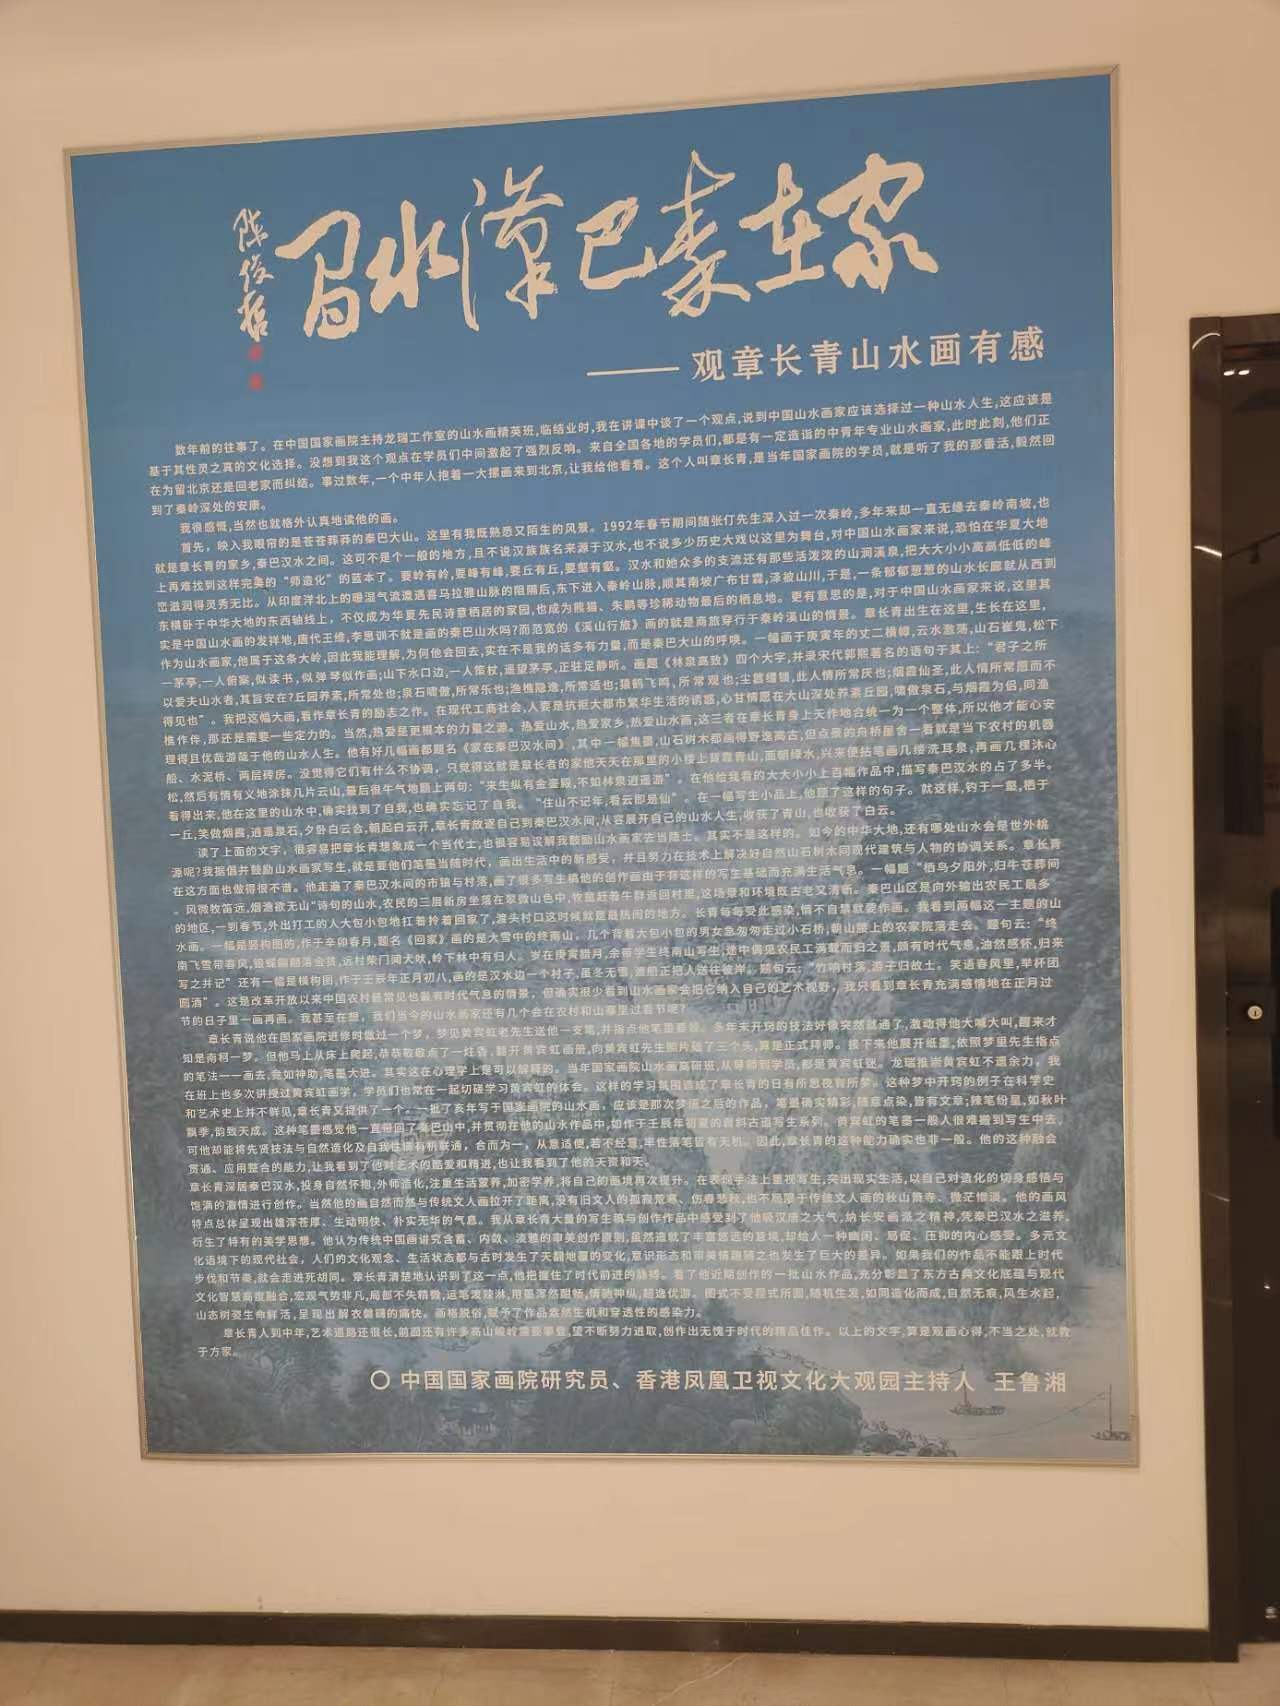 家在秦巴漢水間
陈俊哲
——观章长青山水画有感
数年前的往事了。在中国国家画院主持龙瑞工作室的山水画精英班,临结业时,我在讲课中谈了一个观点,说到中国山水画家应该选择过一种山水人生,这应该是
基于其性灵之真的文化选择。没想到我这个观点在学员们中间激起了强烈反响。来自全国各地的学员们,都是有一定造诣的中青年专业山水画家,此时此刻,他们正
在为留北京还是回老家而纠结。事过数年,一个中年人抱着一大摞画来到北京,让我给他看看。这个人叫章长青,是当年国家画院的学员,就是听了我的那番话,毅然回
到了秦岭深处的安康。
我很感慨,当然也就格外认真地读他的画。
首先，映入我眼帘的是苍苍莽莽的秦巴大山。这里有我既熟悉又陌生的风景。1992年春节期间随张仃先生深入过一次秦岭,多年来却一直无缘去秦岭南坡,也
就是章长青的家乡,秦巴汉水之间。这可不是个一般的地方,且不说汉族族名来源于汉水,也不说多少历史大戏以这里为舞台,对中国山水画家来说,恐怕在华夏大地
上再难找到这样完美的“师造化”的蓝本了。要岭有岭,要峰有峰,要丘有丘,要壑有壑。汉水和她众多的支流还有那些活泼泼的山涧溪泉,把大大小小高高低低的峰
峦滋润得灵秀无比。从印度洋北上的暖湿气流遭遇喜马拉雅山脉的阻隔后,东下进入秦岭山脉,顺其南坡广布甘霖,泽被山川,于是,一条郁郁葱葱的山水长廊就从西到
东横卧于中华大地的东西轴线上，不仅成为华夏先民诗意栖居的家园,也成为熊猫、朱鹮等珍稀动物最后的栖息地。更有意思的是,对于中国山水画家来说,这里其
实是中国山水画的发祥地,唐代王维,李思训不就是画的秦巴山水吗?而范宽的《溪山行旅》画的就是商旅穿行于秦岭溪山的情景。章长青出生在这里,生长在这里,
作为山水画家,他属于这条大岭,因此我能理解,为何他会回去,实在不是我的话多有力量,而是秦巴大山的呼唤。一幅画于庚寅年的丈二横幛,云水激荡,山石崔嵬,松下
一茅亭,一人俯案,似读书,似弹琴似作画;山下水口边,一人策杖,遥望茅亭,正驻足静听。画题《林泉高致》四个大字,并录宋代郭熙著名的语句于其上:“君子之所
以爱夫山水者,其旨安在?丘园养素,所常处也;泉石啸傲,所常乐也;渔樵隐逸,所常适也;猿鹤飞鸣,所常观也;尘嚣缰锁,此人情所常厌也;烟霞仙圣,此人情所常愿而不
得见也”。我把这幅大画,看作章长青的励志之作。在现代工商社会,人要是抗拒大都市繁华生活的诱惑,心甘情愿在大山深处养素丘园,啸傲泉石,与烟霞为侣,同渔
樵作伴,那还是需要一些定力的。当然,热爱是更根本的力量之源。热爱山水,热爱家乡,热爱山水画,这三者在章长青身上天作地合统一为一个整体,所以他才能心安
理得且优哉游哉于他的山水人生。他有好几幅画都题名《家在秦巴汉水间》,其中一幅焦墨,山石树木都画得野逸高古,但点景的舟桥屋舍一看就是当下农村的机器
船、水泥桥、两层砖房。没觉得它们有什么不协调，只觉得这就是章长者的家他天天在那里的小楼上背靠青山,面朝绿水,兴来便拈笔画几缕洗耳泉,再画几棵沐心
松,然后有情有义地涂抹几片云山,最后很牛气地题上两句:“来生纵有金銮殿,不如林泉逍遥游”。在他给我看的大大小小上百幅作品中,描写秦巴汉水的占了多半。
看得出来,他在这里的山水中,确实找到了自我,也确实忘记了自我。“住山不记年,看云即是仙”。在一幅写生小品上,他题了这样的句子。就这样,钓于一壑,栖于
一丘,笑傲烟霞,逍遥泉石,夕卧白云合,朝起白云开,章长青放逐自己到秦巴汉水间,从容展开自己的山水人生,收获了青山,也收获了白云。
读了上面的文字，很容易把章长青想象成一个当代士,也很容易误解我鼓励山水画家去当隐士。其实不是这样的。如今的中华大地,还有哪处山水会是世外桃
源呢?我据倡并鼓励山水画家写生,就是要他们笔墨当随时代，画出生活中的新感受，并且努力在技术上解决好自然山石树木同现代建筑与人物的协调关系。章长青
在这方面也做得很不谱。他走遍了秦巴汉水间的市镇与村落,画了很多写生稿他的创作画由于有这样的写生基础而充满生活气息。一幅题“栖鸟夕阳外,归牛苍莽间
。风微牧笛远,烟渔欲无山”诗句的山水,农民的三层新房坐落在翠微山色中,牧童赶着牛群返回村里,这场景和环境既古老又清新。秦巴山区是向外输出农民工最多
的地区,一到春节,外出打工的人大包小包地扛着拎着回家了,渡头村口这时候就是最热闹的地方。长青每每受此感染,情不自禁就要作画。我看到两幅这一主题的山
水画。一幅是竖构图的,作于辛卯春月,题名《回家》画的是大雪中的终南山。几个背着大包小包的男女急匆匆走过小石桥,朝山腰上的农家院落走去。题句云:“终
南飞雪带春风,银蝶翩翩落金贫,远村柴门闻犬吠,岭下林中有归人。岁在庚寅腊月,余带学生终南山写生,途中偶见农民工满载而归之景,颇有时代气息,油然感怀,归来
写之并记”还有一幅是横构图,作于壬辰年正月初八,画的是汉水边一个村子,虽冬无雪,渡船正把人送往彼岸。题句云:“竹响村落,游子归故土。笑语春风里,举杯团
圆酒”。这是改革开放以来中国农村最常见也最有时代气息的情景，但确实很少看到山水画家会把它纳入自己的艺术视野，我只看到章长青充满感情地在正月过
节的日子里一画再画。我甚至在想，我们当今的山水画家还有几个会在农村和山寨里过春节呢?
章长青说他在国家画院进修时做过一个梦，梦见黄宾虹老先生送他一支笔,并指点他笔墨要领。多年未开窍的技法好像突然就通了,激动得他大喊大叫,醒来才
知是南柯一梦。但他马上从床上爬起,恭恭敬敬点了一炷香,翻开黄宾虹画册,向黄宾虹先生照片磕了三个头,算是正式拜师。接下来他展开纸墨,依照梦里先生指点
的笔法一一画去,竟如神助,笔墨大进。其实这在心理学上是可以解释的。当年国家画院山水画高研班,从导师到学员,都是黄宾虹迷。龙瑞推崇黄宾虹不遗余力，我
在班上也多次讲授过黄宾虹画学，学员们也常在一起切磋学习黄宾虹的体会。这样的学习氛围造成了章长青的日有所思夜有所梦。这种梦中开窍的例子在科学史
和艺术史上并不鲜见,章长青又提供了一个。一批丁亥年写于国家画院的山水画，应该是那次梦语之后的作品，笔墨确实精彩,随意点染,皆有文章;辣笔纷呈,如秋叶
飘季,韵致天成。这种笔墨感觉他一直带回了秦巴山中,并贯彻在他的山水作品中,如作于壬辰年初夏的褒斜古道写生系列。黄宾虹的笔墨一般人很难搬到写生中去,
可他却能将先贤技法与自然造化及自我性情有机联通，合而为一，从意适便,若不经意,率性落笔皆有天机。因此,章长青的这种能力确实也非一般。他的这种融会
贯通、应用整合的能力,让我看到了他对艺术的酷爱和精进,也让我看到了他的天资和天。
章长青深居秦巴汉水,投身自然怀抱,外师造化,注重生活蒙养,加密学养,将自己的画境再次提升。在表现手法上重视写生,突出现实生活,以自己对造化的切身感悟与
饱满的激情进行创作。当然他的画自然而然与传统文人画拉开了距离,没有旧文人的孤寂荒寒、伤春悲秋,也不局限于传统文人画的秋山萧寺、微茫惨淡。他的画风
特点总体呈现出雄浑苍厚、生动明快、朴实无华的气息。我从章长青大量的写生稿与创作作品中感受到了他吸汉唐之大气,纳长安画派之精神,凭秦巴汉水之滋养,
衍生了特有的美学思想。他认为传统中国画讲究含蓄、内敛、淡雅的审美创作原则,虽然造就了丰富悠远的意境,却给人一种幽闲、局促、压抑的内心感受。多元文
化语境下的现代社会，人们的文化观念、生活状态都与古时发生了天翻地覆的变化,意识形态和审美情趣随之也发生了巨大的差异。如果我们的作品不能跟上时代
步伐和节奏,就会走进死胡同。章长青清楚地认识到了这一点,他把握住了时代前进的脉搏。看了他近期创作的一批山水作品,充分彰显了东方古典文化底蕴与现代
文化智慧高度融合,宏观气势非凡,局部不失精微,运笔泼辣淋,用墨浑然酣畅,情驰神纵,超逸优游。图式不受程式所囿,随机生发,如同造化而成,自然无痕,风生水起,
山态树姿生命鲜活,呈现出解衣磐礴的痛快。画格脱俗,赋予了作品盎然生机和穿透性的感染力。
章长青人到中年,艺术道路还很长,前面还有许多高山峻岭需要攀登,望不断努力进取,创作出无愧于时代的精品佳作。以上的文字,算是观画心得,不当之处,就教
于方家。
〇 中国国家画院研究员、香港凤凰卫视文化大观园主持人 王鲁湘